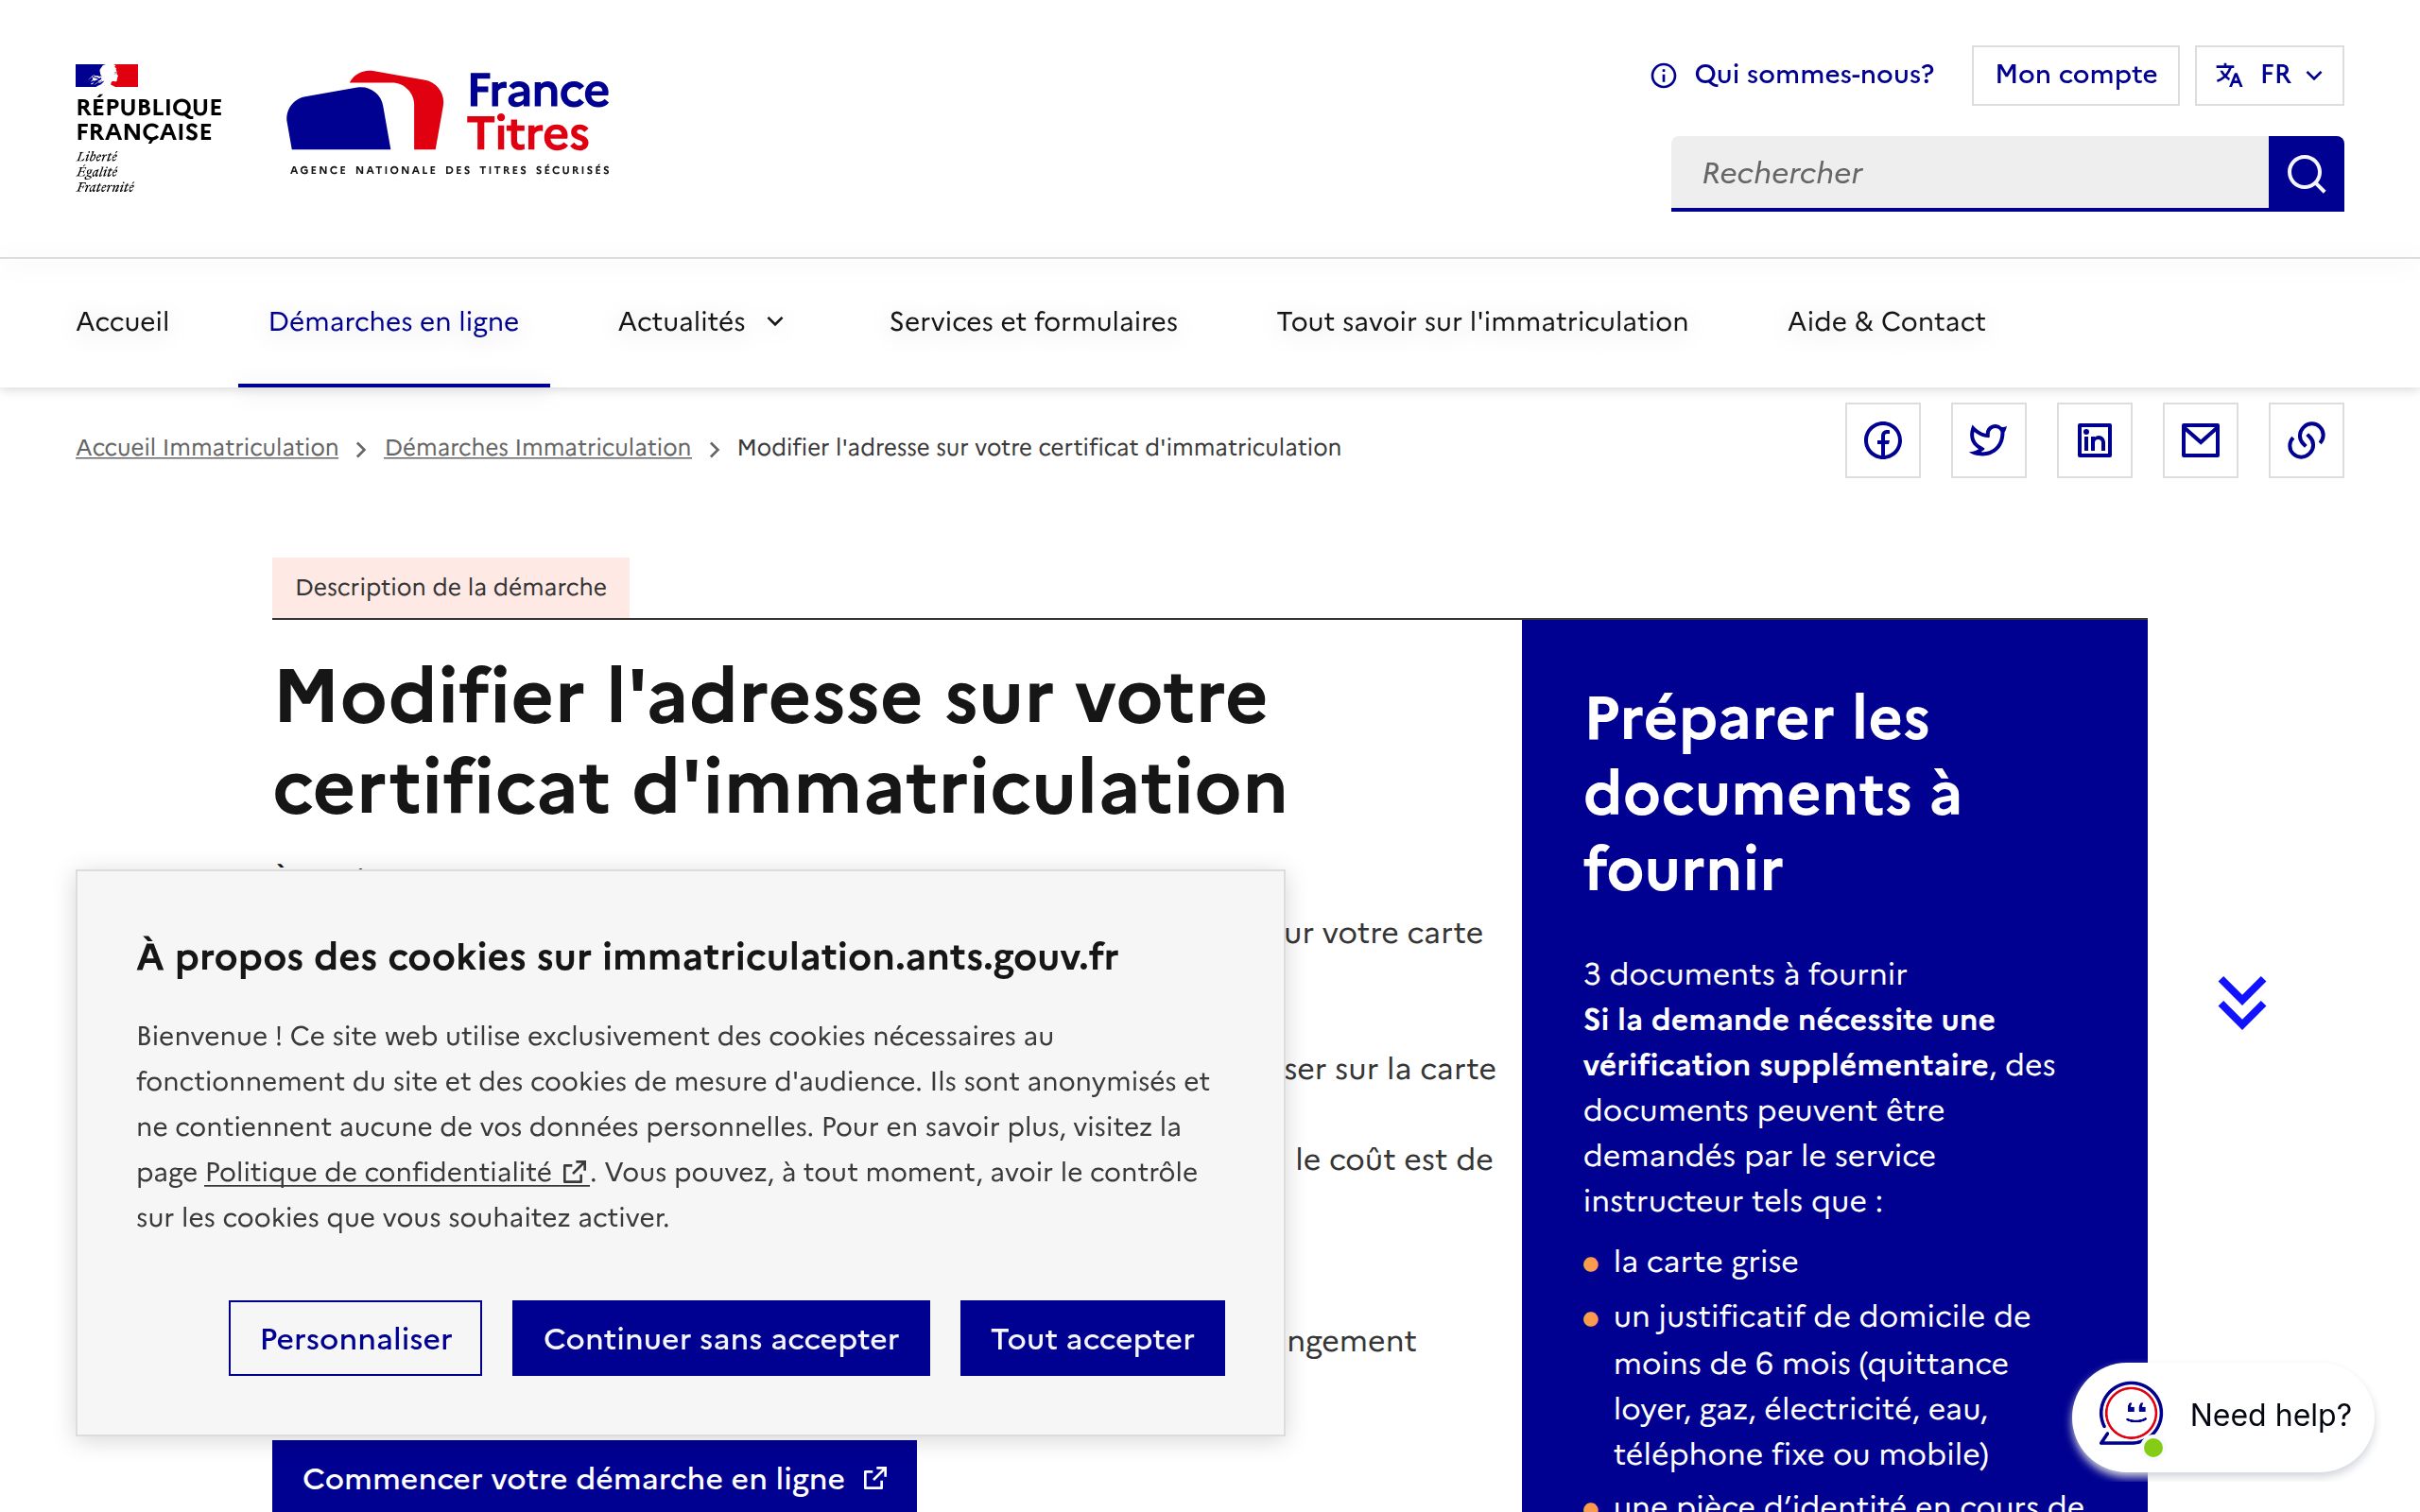 RÉPUBLIQUE
FRANÇAISE
Liberté
Égalité
Fraternité
France
Titres
AGENCE NATIONALE DES TITRES SÉCURISÉS
Qui sommes-nous?
Mon compte
FR
Rechercher
Accueil
Démarches en ligne
Actualités
Services et formulaires
Tout savoir sur l'immatriculation
Aide & Contact
Accueil Immatriculation
Démarches Immatriculation
Modifier l'adresse sur votre certificat d'immatriculation
Description de la démarche
Modifier l'adresse sur votre
certificat d'immatriculation
ur votre carte
ser sur la carte
le coût est de
ngement
À propos des cookies sur immatriculation.ants.gouv.fr
Bienvenue ! Ce site web utilise exclusivement des cookies nécessaires au
fonctionnement du site et des cookies de mesure d'audience. Ils sont anonymisés et
ne contiennent aucune de vos données personnelles. Pour en savoir plus, visitez la
page Politique de confidentialité. Vous pouvez, à tout moment, avoir le contrôle
sur les cookies que vous souhaitez activer.
Personnaliser
Continuer sans accepter
Tout accepter
Commencer votre démarche en ligne
Préparer les
documents à
fournir
3 documents à fournir
Si la demande nécessite une
vérification supplémentaire, des
documents peuvent être
demandés par le service
instructeur tels que :
la carte grise
un justificatif de domicile de
moins de 6 mois (quittance
loyer, gaz, électricité, eau,
téléphone fixe ou mobile)
une pièce d'identité en cours de
Need help?